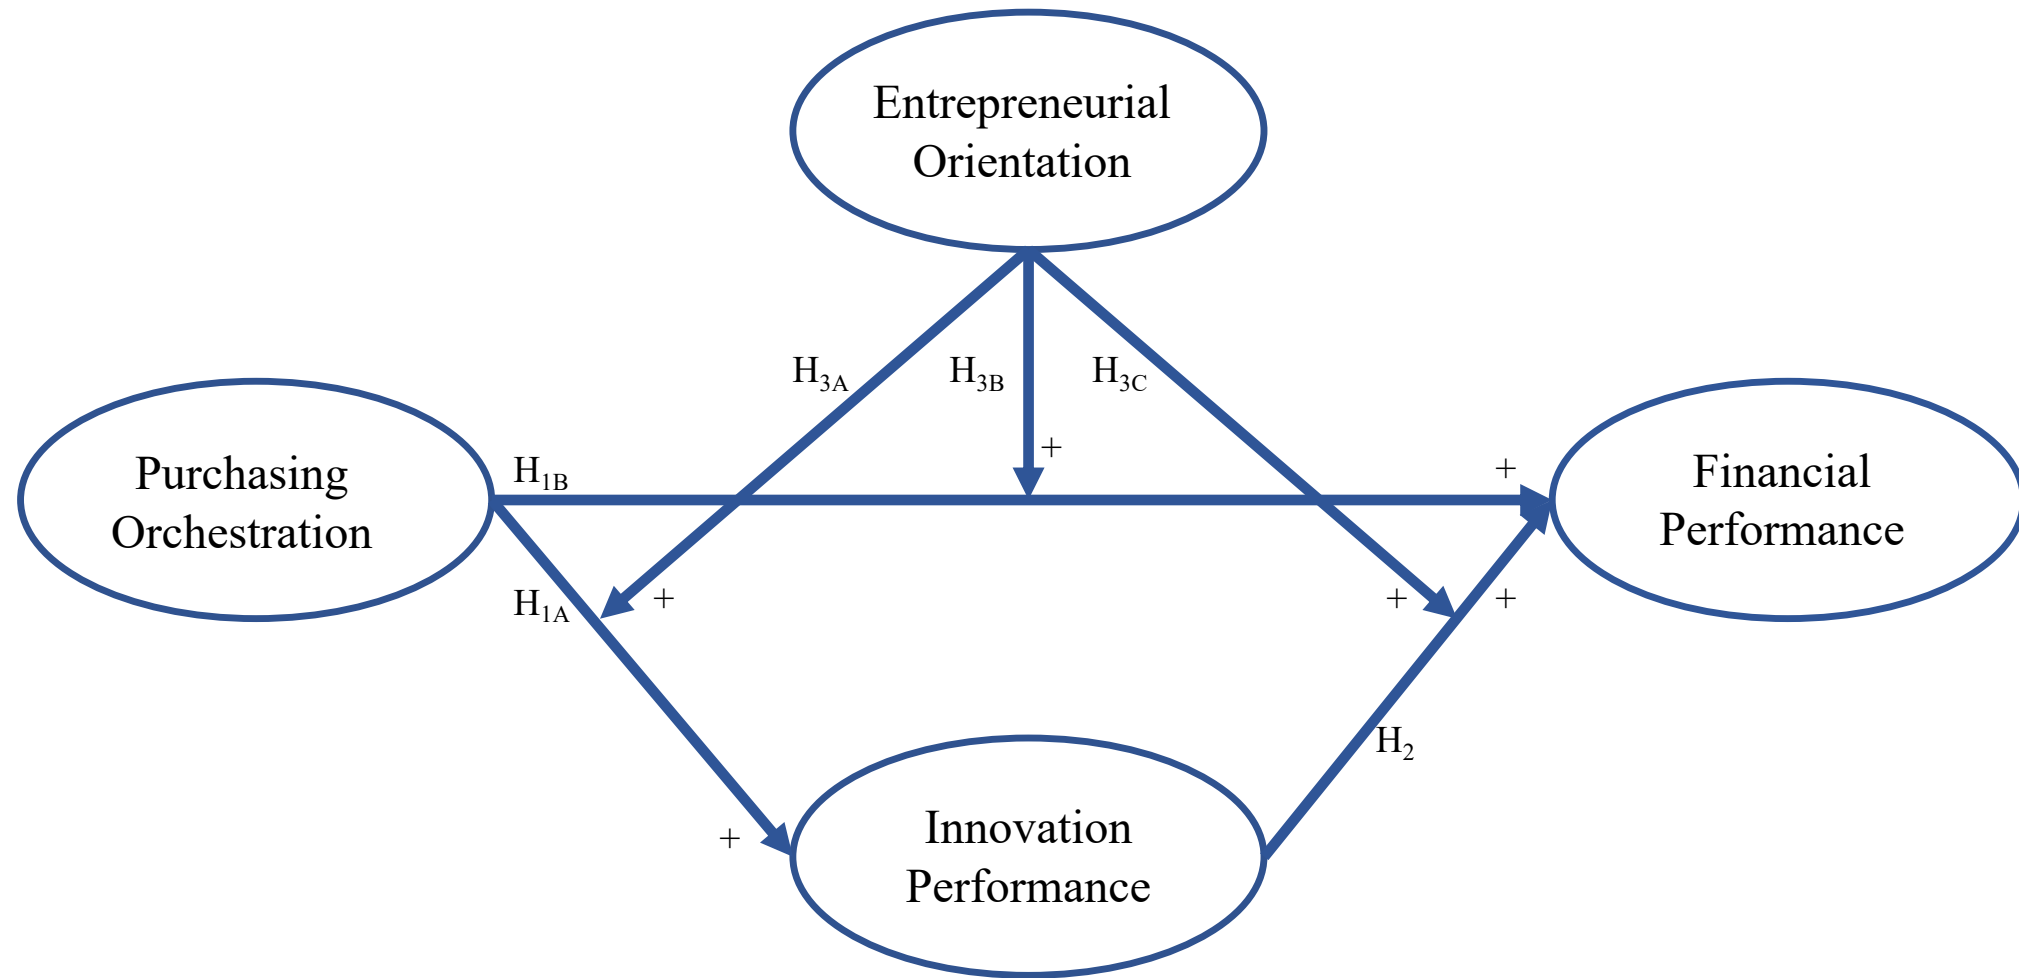 Entrepreneurial
Orientation
H3A
H3B
H3C
+
Purchasing
Orchestration
H1B
+
Financial
Performance
H1A
+
+
+
H2
+
Innovation
Performance